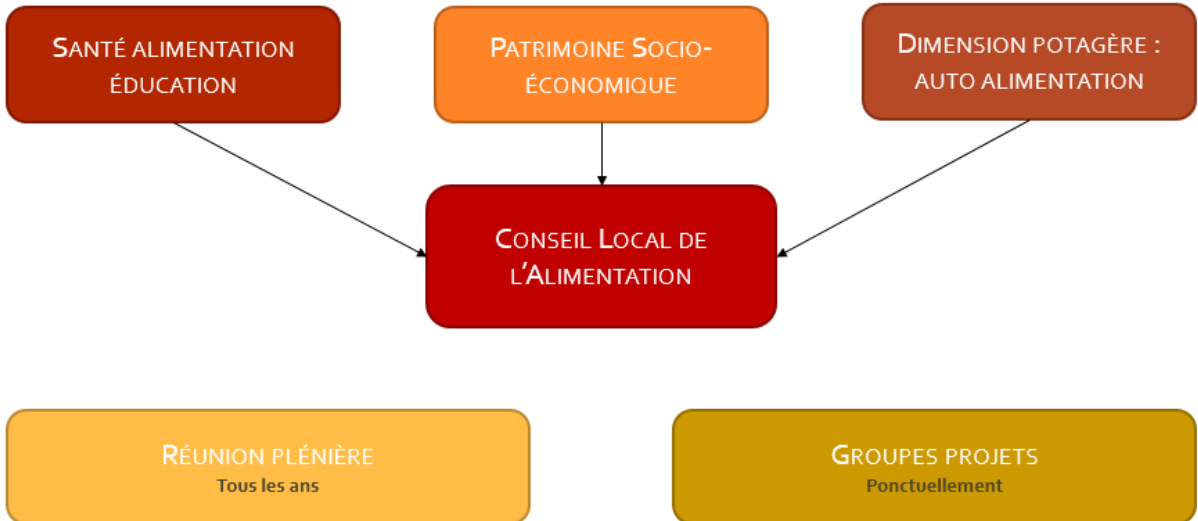 Santé alimentation
éducation
Patrimoine Socio-
économique
Dimension potagère :
auto alimentation
Conseil Local de
l'Alimentation
Réunion plénière
Tous les ans
Groupes projets
Ponctuellement